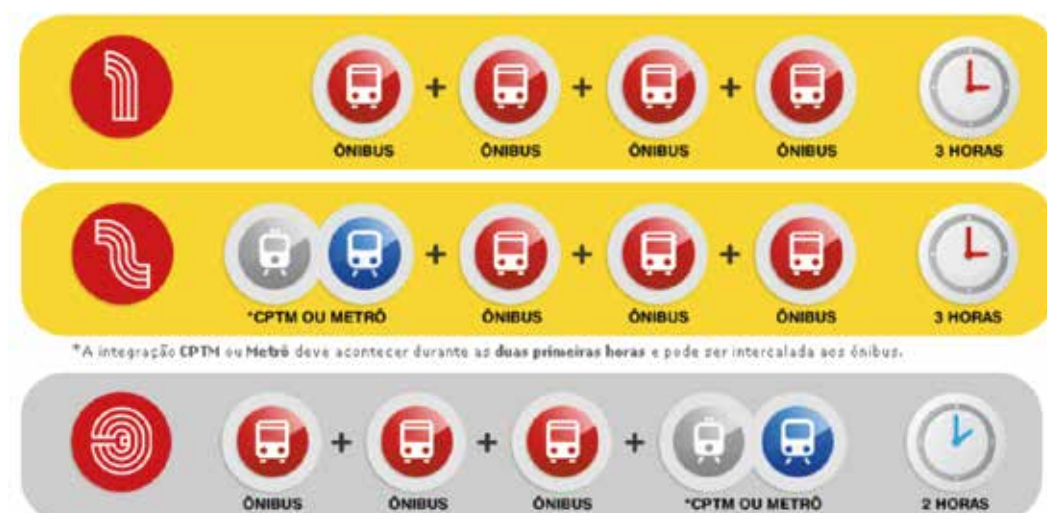 ÔNIBUS + ÔNIBUS + ÔNIBUS + ÔNIBUS 3 HORAS
*CPTM OU METRÔ + ÔNIBUS + ÔNIBUS + ÔNIBUS 3 HORAS
*A integração CPTM ou Metrô deve acontecer durante as duas primeiras horas e pode ser intercalada aos ônibus.
ÔNIBUS + ÔNIBUS + ÔNIBUS + *CPTM OU METRÔ 2 HORAS